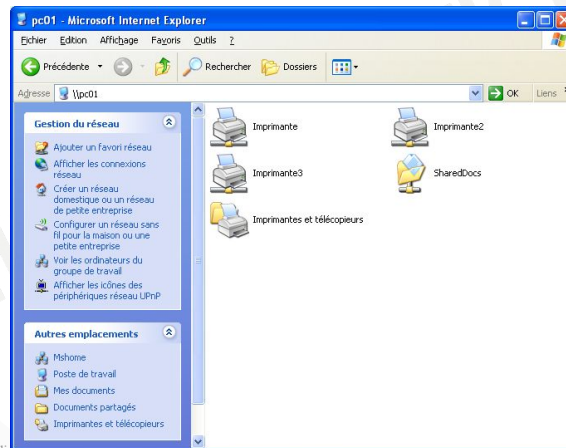 pc01 - Microsoft Internet Explorer
Fichier Edition Affichage Favoris Outils ?
Précédente Rechercher Dossiers
Adresse \\pc01 OK Liens
Gestion du réseau
Ajouter un favori réseau
Afficher les connexions
réseau
Créer un réseau
domestique ou un réseau
de petite entreprise
Configurer un réseau sans
fil pour la maison ou une
petite entreprise
Voir les ordinateurs du
groupe de travail
Afficher les icônes des
périphériques réseau UPnP
Autres emplacements
Mshome
Poste de travail
Mes documents
Documents partagés
Imprimantes et télécopieurs
Imprimante
Imprimante2
Imprimante3
SharedDocs
Imprimantes et télécopieurs